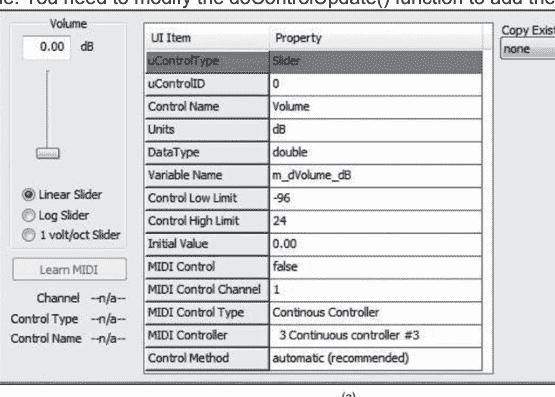 le. You need to modify the doControlUpdate() function to add the
Volume
0.00 dB
Linear Slider
Log Slider
1 volt/oct Slider
Learn MIDI
Channel --n/a--
Control Type --n/a--
Control Name --n/a--
UI Item Property
uControlType Slider
uControlID 0
Control Name Volume
Units dB
DataType double
Variable Name m_dVolume_dB
Control Low Limit -96
Control High Limit 24
Initial Value 0.00
MIDI Control false
MIDI Control Channel 1
MIDI Control Type Continous Controller
MIDI Controller 3 Continuous controller #3
Control Method automatic (recommended)
Copy Exist
none
(a)